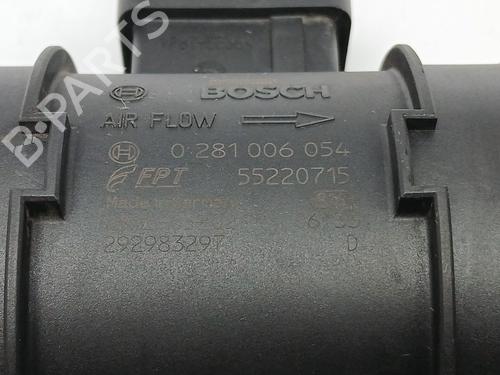 BOSCH
AIR FLOW
0 281 006 054
FPT 55220715
Made in Germany
292983297 D
B-PARTS